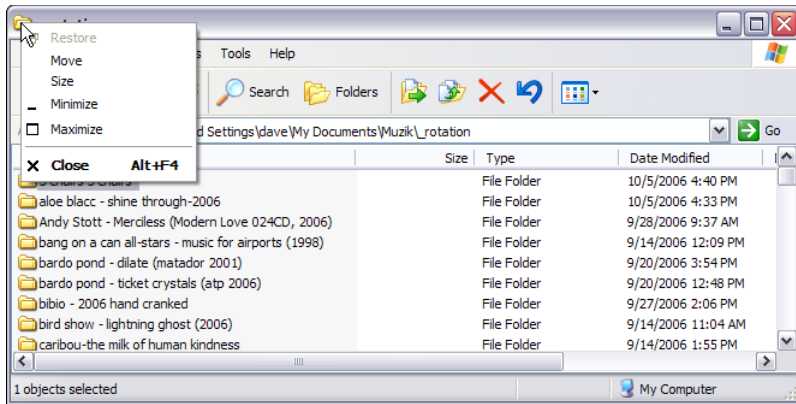 Restore
Move
Size
Minimize
Maximize
Close Alt+F4
Tools Help
Search Folders
d Settings\dave\My Documents\Muzik\_rotation Go
Size Type Date Modified
File Folder 10/5/2006 4:40 PM
aloe blacc - shine through-2006 File Folder 10/5/2006 4:33 PM
Andy Stott - Merciless (Modern Love 024CD, 2006) File Folder 9/28/2006 9:37 AM
bang on a can all-stars - music for airports (1998) File Folder 9/14/2006 12:09 PM
bardo pond - dilate (matador 2001) File Folder 9/20/2006 3:54 PM
bardo pond - ticket crystals (atp 2006) File Folder 9/20/2006 12:48 PM
bibio - 2006 hand cranked File Folder 9/27/2006 2:06 PM
bird show - lightning ghost (2006) File Folder 9/14/2006 11:04 AM
caribou-the milk of human kindness File Folder 9/14/2006 1:55 PM
1 objects selected My Computer